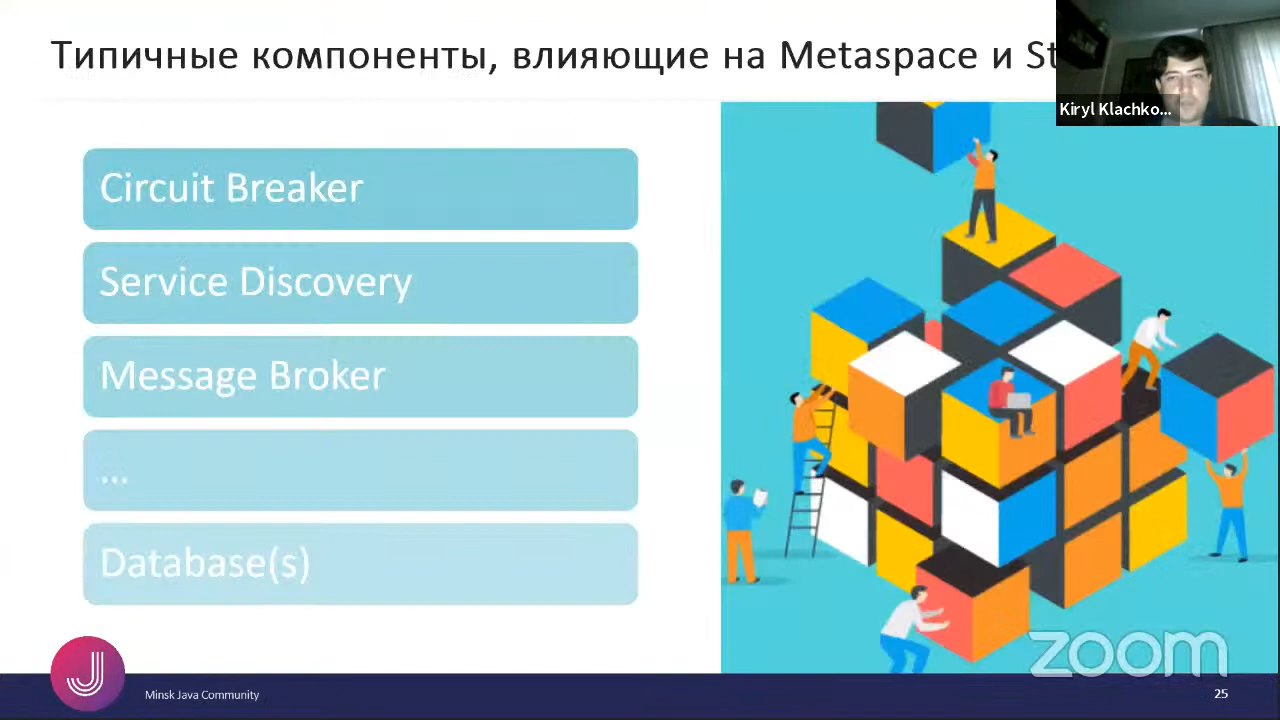 Типичные компоненты, влияющие на Metaspace и St
Kiryl Klachko...
Circuit Breaker
Service Discovery
Message Broker
...
Database(s)
zoom
Minsk Java Community
25